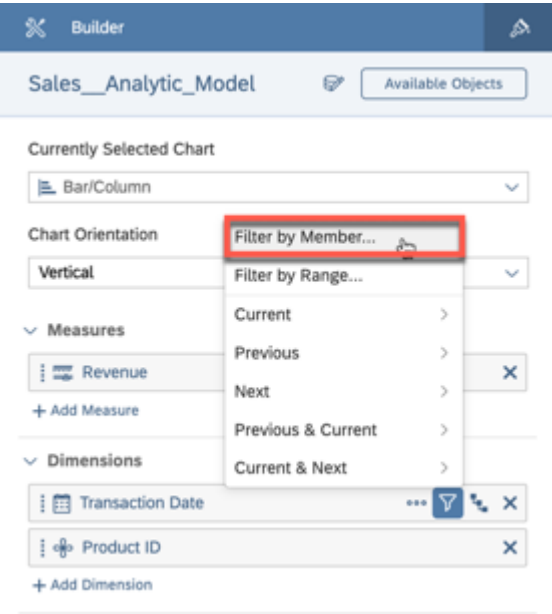 Builder
Sales__Analytic_Model
Available Objects
Currently Selected Chart
Bar/Column
Chart Orientation
Vertical
Filter by Member...
Filter by Range...
Current
Previous
Next
Previous & Current
Current & Next
Measures
Revenue
+ Add Measure
Dimensions
Transaction Date
Product ID
+ Add Dimension